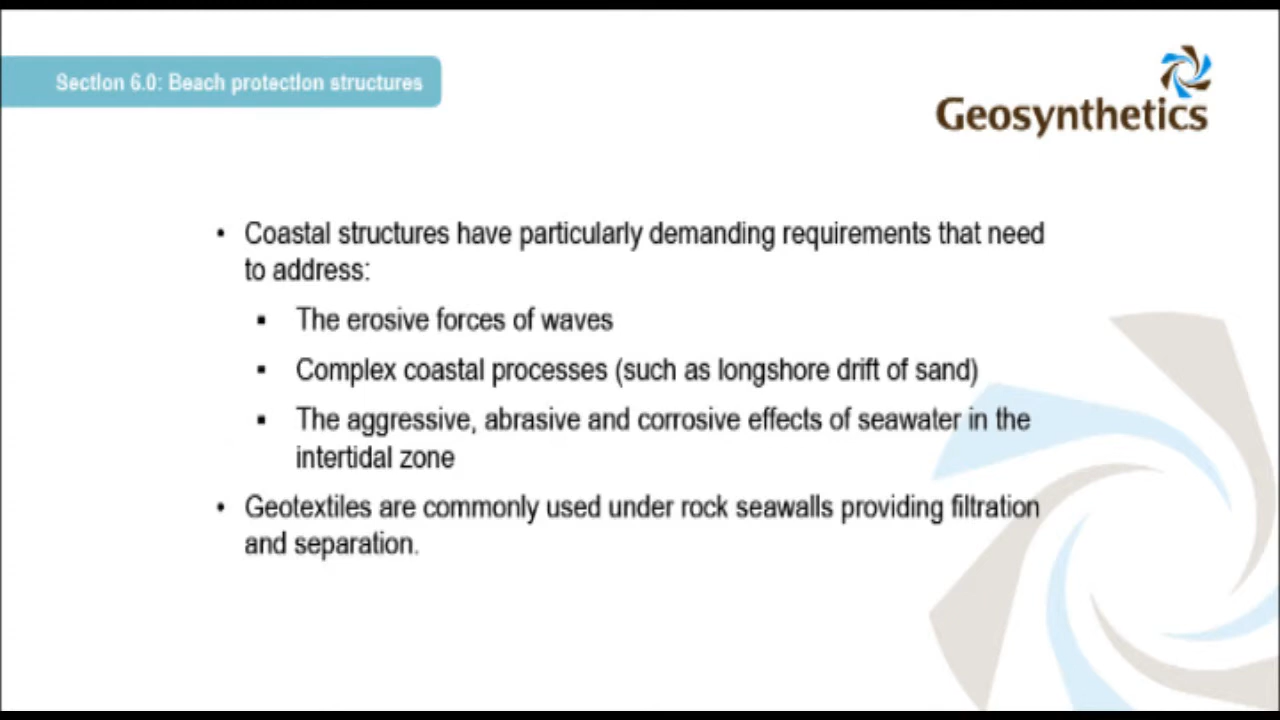 Section 6.0: Beach protection structures
Geosynthetics
• Coastal structures have particularly demanding requirements that need
to address:
▪ The erosive forces of waves
▪ Complex coastal processes (such as longshore drift of sand)
▪ The aggressive, abrasive and corrosive effects of seawater in the
intertidal zone
• Geotextiles are commonly used under rock seawalls providing filtration
and separation.